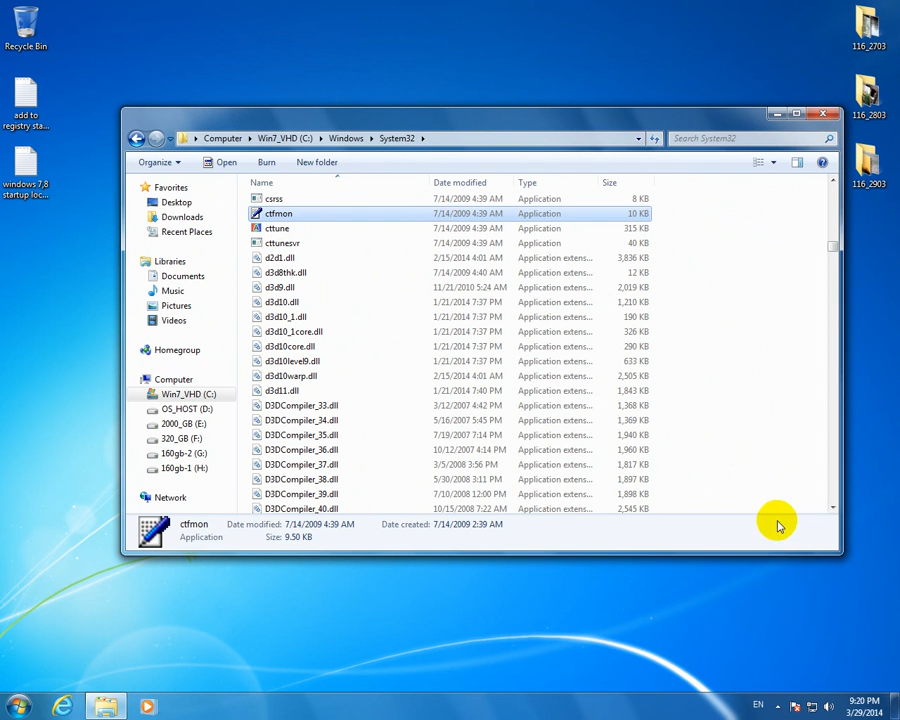 Recycle Bin
add to
registry sta...
windows 7,8
startup loc...
116_2703
116_2803
116_2903
Computer Win7_VHD (C:) Windows System32
Search System32
Organize Open Burn New folder
Favorites
Desktop
Downloads
Recent Places
Libraries
Documents
Music
Pictures
Videos
Homegroup
Computer
Win7_VHD (C:)
OS_HOST (D:)
2000_GB (E:)
320_GB (F:)
160gb-2 (G:)
160gb-1 (H:)
Network
Name Date modified Type Size
csrss 7/14/2009 4:39 AM Application 8 KB
ctfmon 7/14/2009 4:39 AM Application 10 KB
cttune 7/14/2009 4:39 AM Application 315 KB
cttunesvr 7/14/2009 4:39 AM Application 40 KB
d2d1.dll 2/15/2014 4:01 AM Application extens... 3,836 KB
d3d8thk.dll 7/14/2009 4:40 AM Application extens... 12 KB
d3d9.dll 11/21/2010 5:24 AM Application extens... 2,019 KB
d3d10.dll 1/21/2014 7:37 PM Application extens... 1,210 KB
d3d10_1.dll 1/21/2014 7:37 PM Application extens... 190 KB
d3d10_1core.dll 1/21/2014 7:37 PM Application extens... 326 KB
d3d10core.dll 1/21/2014 7:37 PM Application extens... 290 KB
d3d10level9.dll 1/21/2014 7:37 PM Application extens... 633 KB
d3d10warp.dll 2/15/2014 4:01 AM Application extens... 2,505 KB
d3d11.dll 1/21/2014 7:40 PM Application extens... 1,843 KB
D3DCompiler_33.dll 3/12/2007 4:42 PM Application extens... 1,368 KB
D3DCompiler_34.dll 5/16/2007 5:45 PM Application extens... 1,369 KB
D3DCompiler_35.dll 7/19/2007 7:14 PM Application extens... 1,940 KB
D3DCompiler_36.dll 10/12/2007 4:14 PM Application extens... 1,960 KB
D3DCompiler_37.dll 3/5/2008 3:56 PM Application extens... 1,817 KB
D3DCompiler_38.dll 5/30/2008 3:11 PM Application extens... 1,897 KB
D3DCompiler_39.dll 7/10/2008 12:00 PM Application extens... 1,898 KB
D3DCompiler_40.dll 10/15/2008 7:22 AM Application extens... 2,545 KB
ctfmon Date modified: 7/14/2009 4:39 AM Date created: 7/14/2009 2:39 AM
Application Size: 9.50 KB
EN
9:20 PM
3/29/2014